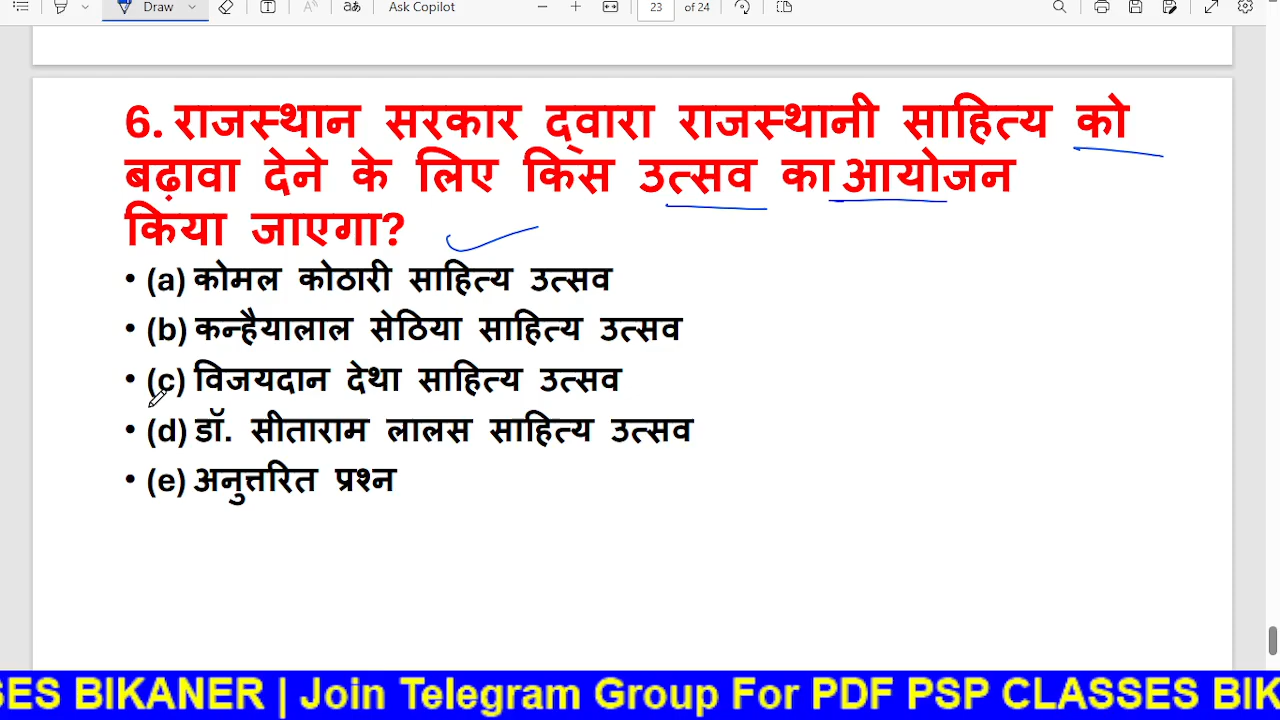 Draw
Ask Copilot
23 of 24
6. राजस्थान सरकार द्वारा राजस्थानी साहित्य को
बढ़ावा देने के लिए किस उत्सव का आयोजन
किया जाएगा?
• (a) कोमल कोठारी साहित्य उत्सव
• (b) कन्हैयालाल सेठिया साहित्य उत्सव
• (c) विजयदान देथा साहित्य उत्सव
• (d) डॉ. सीताराम लालस साहित्य उत्सव
• (e) अनुत्तरित प्रश्न
SES BIKANER | Join Telegram Group For PDF PSP CLASSES BIK